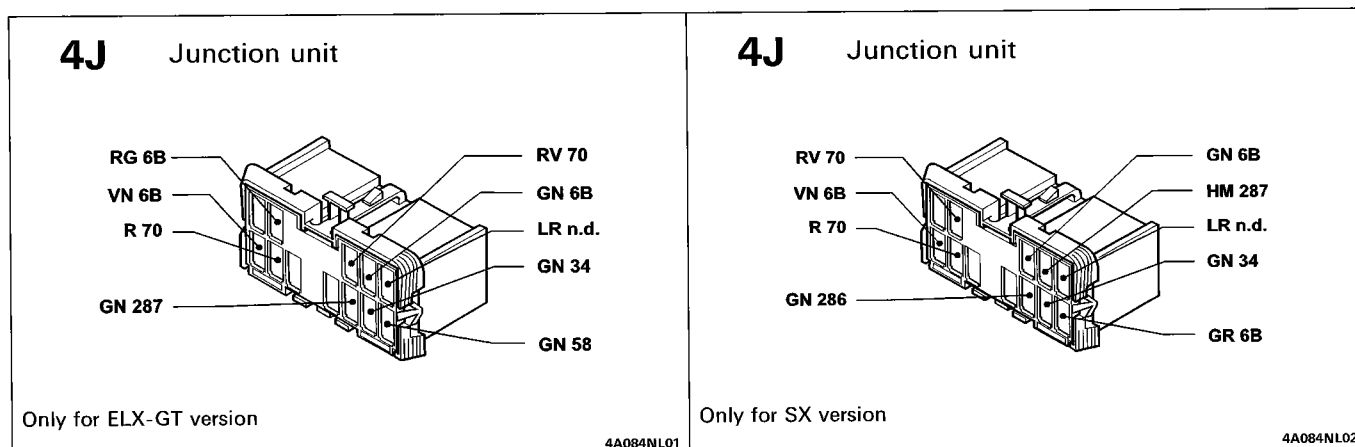 4J Junction unit
RG 6B
VN 6B
R 70
GN 287
RV 70
GN 6B
LR n.d.
GN 34
GN 58
Only for ELX-GT version
4A084NL01
4J Junction unit
RV 70
VN 6B
R 70
GN 286
GN 6B
HM 287
LR n.d.
GN 34
GR 6B
Only for SX version
4A084NL02